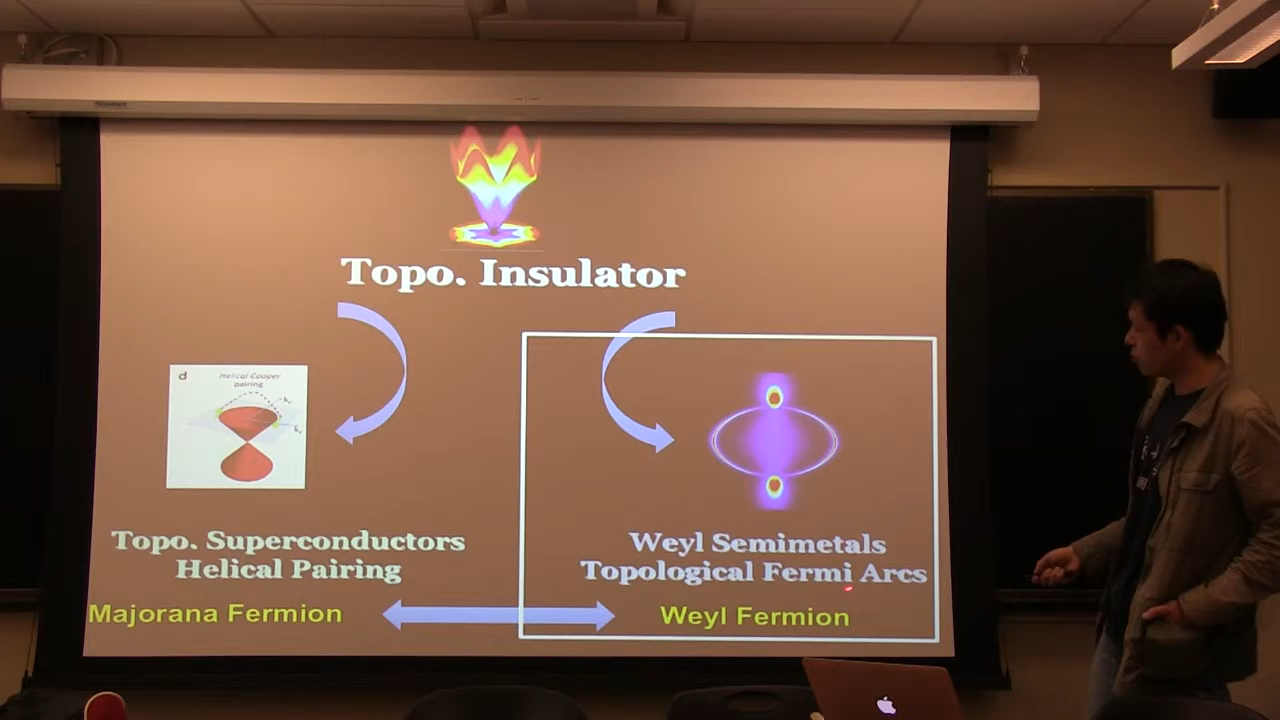 Topo. Insulator
d
Helical Cooper
pairing
Topo. Superconductors
Helical Pairing
Majorana Fermion
Weyl Semimetals
Topological Fermi Arcs
Weyl Fermion